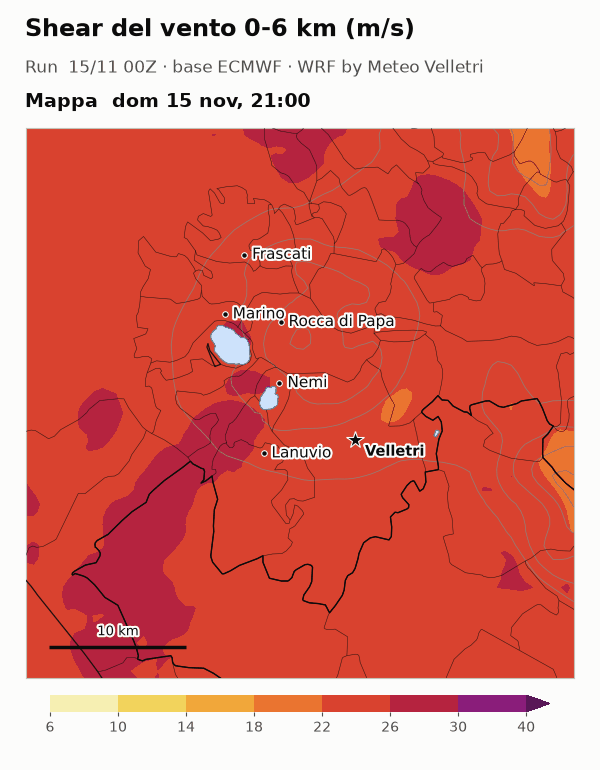 Shear del vento 0-6 km (m/s)
Run  15/11 00Z · base ECMWF · WRF by Meteo Velletri
Mappa  dom 15 nov, 21:00
Frascati
Marino
Rocca di Papa
Nemi
Velletri
Lanuvio
10 km
6 10 14 18 22 26 30 40